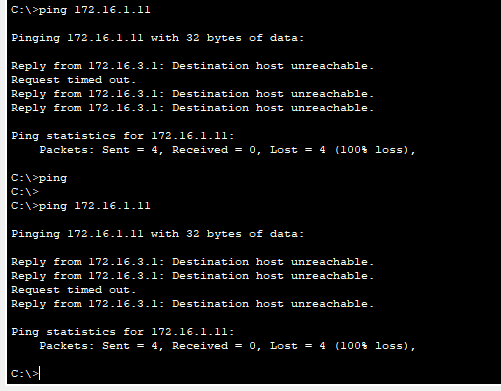 C:\>ping 172.16.1.11
Pinging 172.16.1.11 with 32 bytes of data:
Reply from 172.16.3.1: Destination host unreachable.
Request timed out.
Reply from 172.16.3.1: Destination host unreachable.
Reply from 172.16.3.1: Destination host unreachable.
Ping statistics for 172.16.1.11:
    Packets: Sent = 4, Received = 0, Lost = 4 (100% loss),
C:\>ping
C:\>
C:\>ping 172.16.1.11
Pinging 172.16.1.11 with 32 bytes of data:
Reply from 172.16.3.1: Destination host unreachable.
Reply from 172.16.3.1: Destination host unreachable.
Request timed out.
Reply from 172.16.3.1: Destination host unreachable.
Ping statistics for 172.16.1.11:
    Packets: Sent = 4, Received = 0, Lost = 4 (100% loss),
C:\>